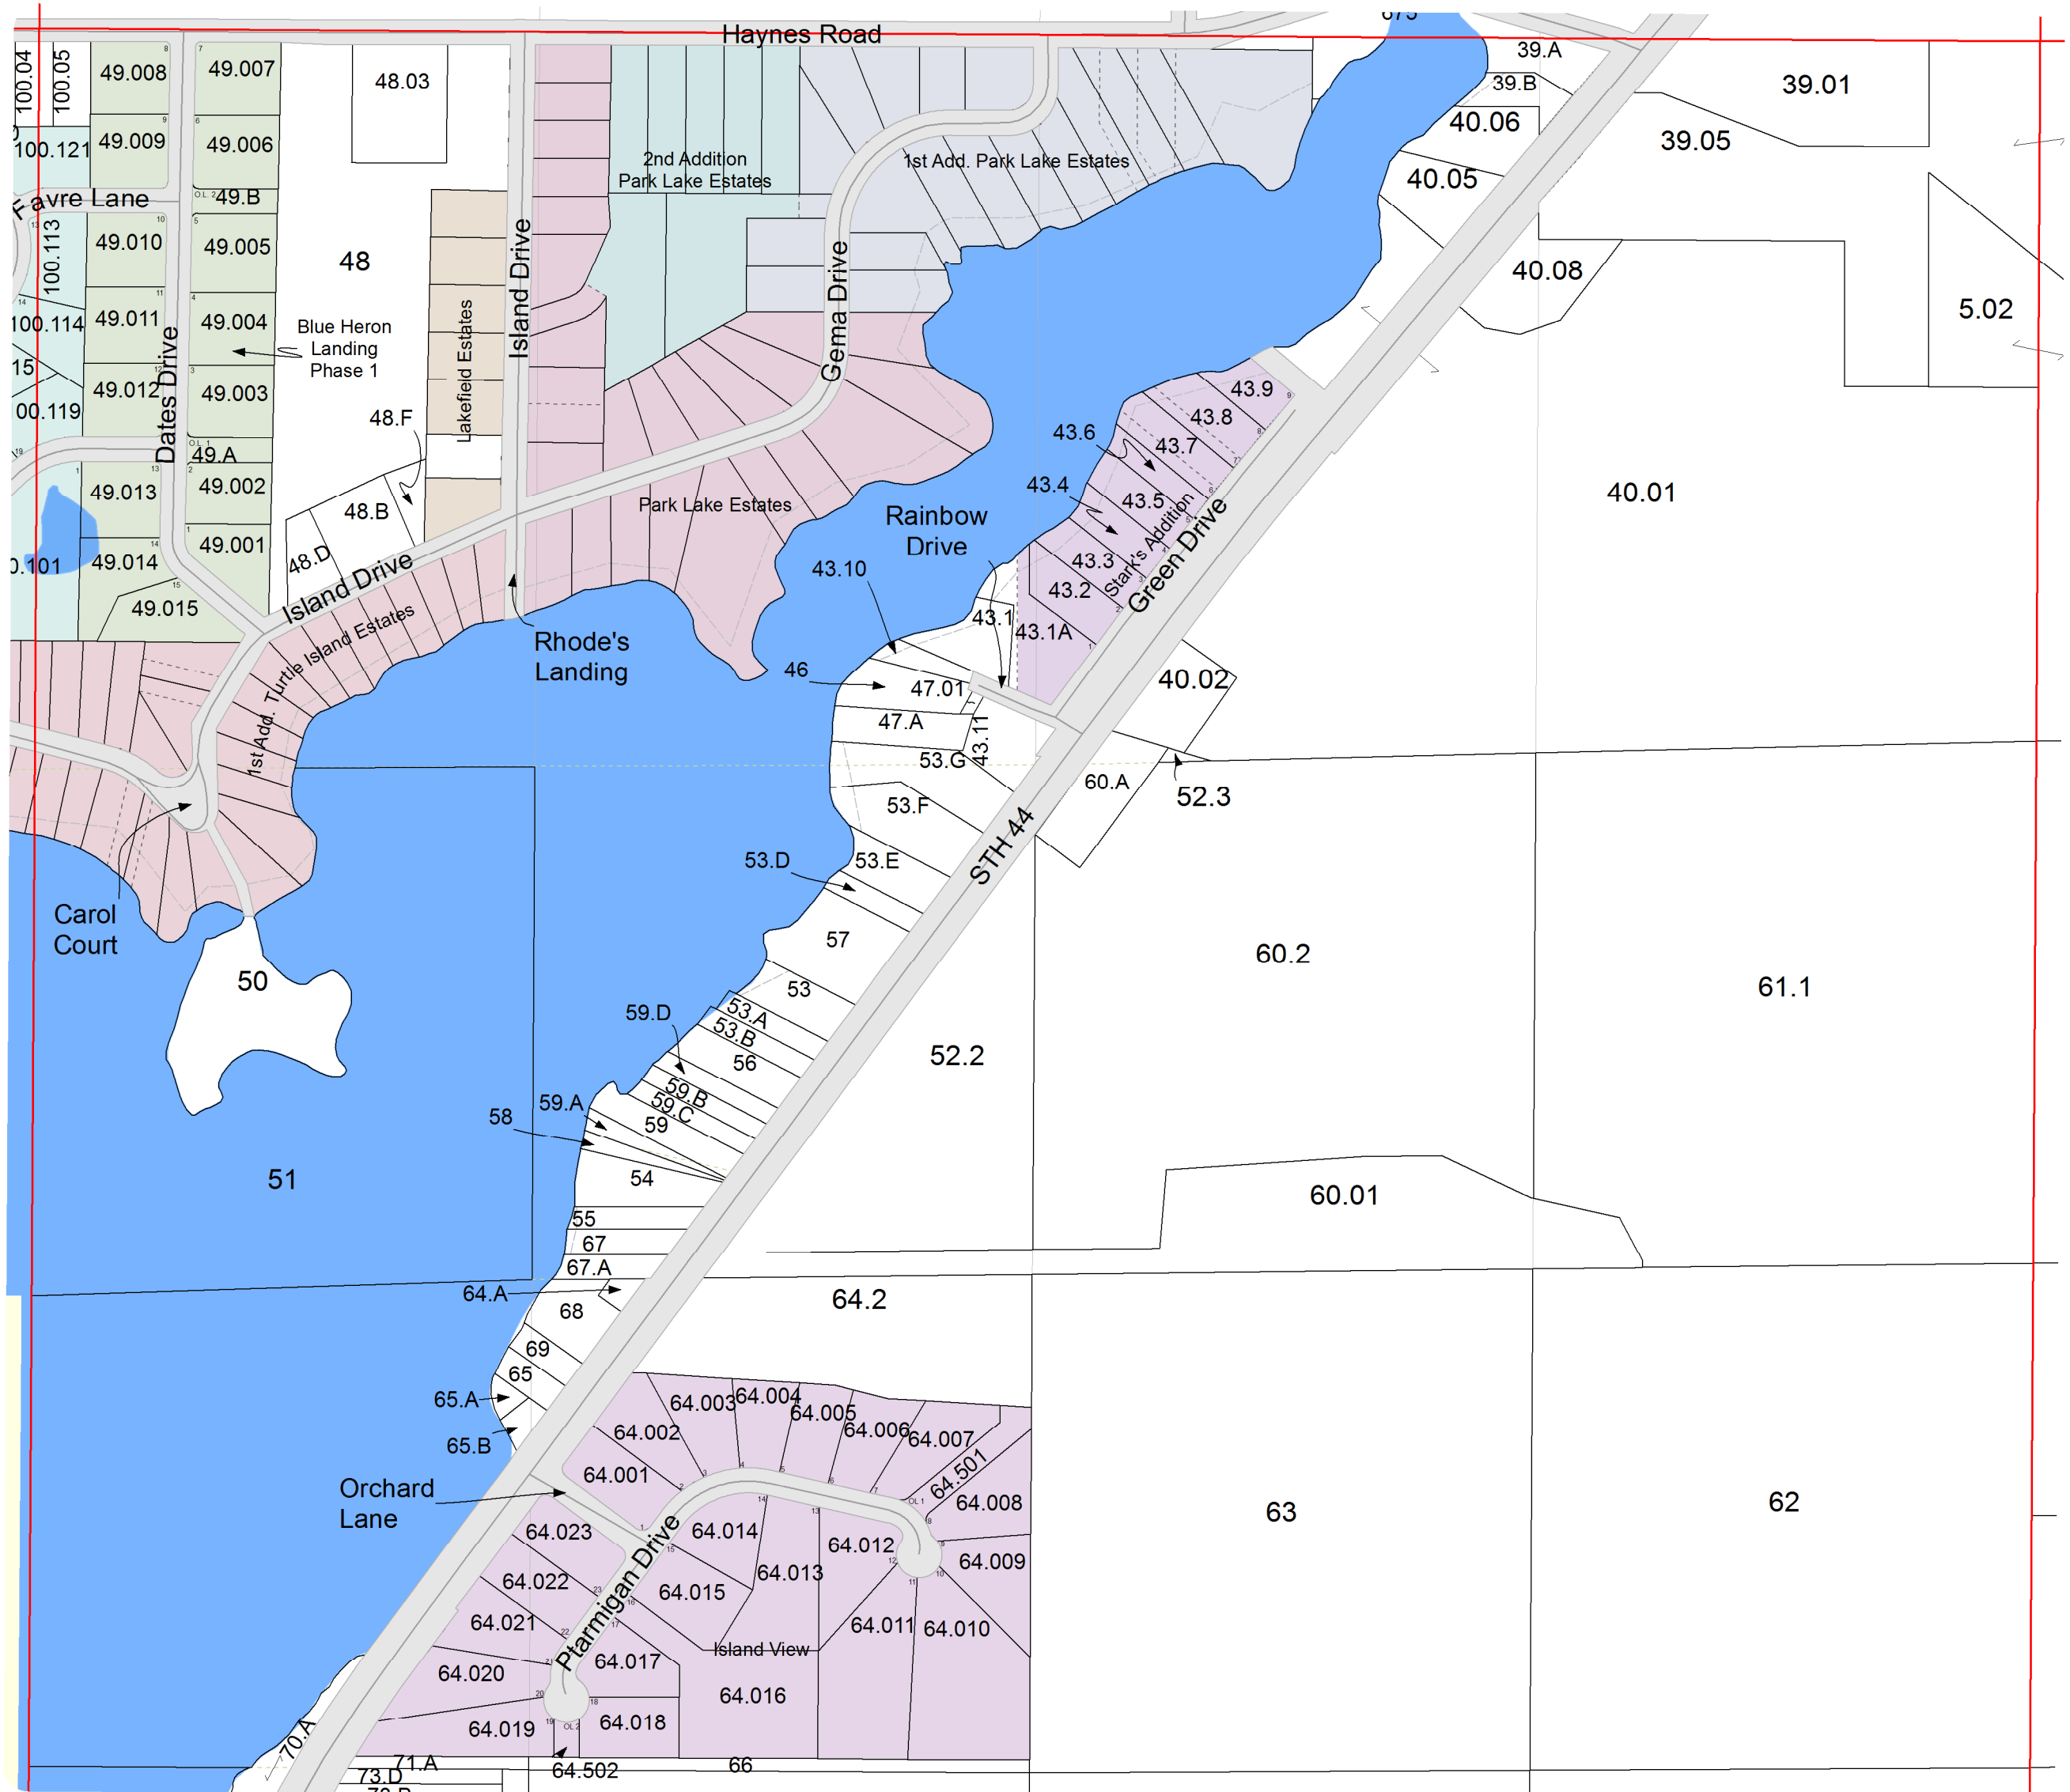 675
Haynes Road
39.A
100.04
100.05
49.008
49.007
48.03
39.B
39.01
40.06
39.05
100.121
49.009
49.006
2nd Addition
Park Lake Estates
1st Add. Park Lake Estates
40.05
Favre Lane
O.L. 2
49.B
100.113
49.010
49.005
48
Island Drive
Gema Drive
40.08
5.02
100.114
49.011
49.004
Blue Heron
Landing
Phase 1
Lakefield Estates
15
49.012
49.003
Dates Drive
43.9
00.119
48.F
43.8
43.6
43.7
O.L. 1
49.A
49.013
49.002
48.B
Park Lake Estates
43.4
43.5
40.01
Stark's Addition
Green Drive
Rainbow
Drive
49.001
48.D
49.014
0.101
43.10
43.3
43.2
Island Drive
49.015
1st Add. Turtle Island Estates
43.1
43.1A
Rhode's
Landing
46
47.01
40.02
47.A
43.11
53.G
60.A
52.3
53.F
STH 44
53.D
53.E
Carol
Court
57
60.2
50
53
61.1
53.A
59.D
53.B
56
52.2
59.B
59.A
59.C
58
59
51
54
60.01
55
67
67.A
64.A
64.2
68
69
65
65.A
64.003
64.004
64.005
64.002
64.006
64.007
65.B
64.001
64.501
OL 1
Orchard
Lane
64.008
63
62
64.023
64.014
64.012
64.009
64.013
64.022
64.015
Ptarmigan Drive
64.021
64.011
64.010
Island View
64.017
64.020
64.016
64.019
OL 2
64.018
70.A
71.A
66
64.502
73.D